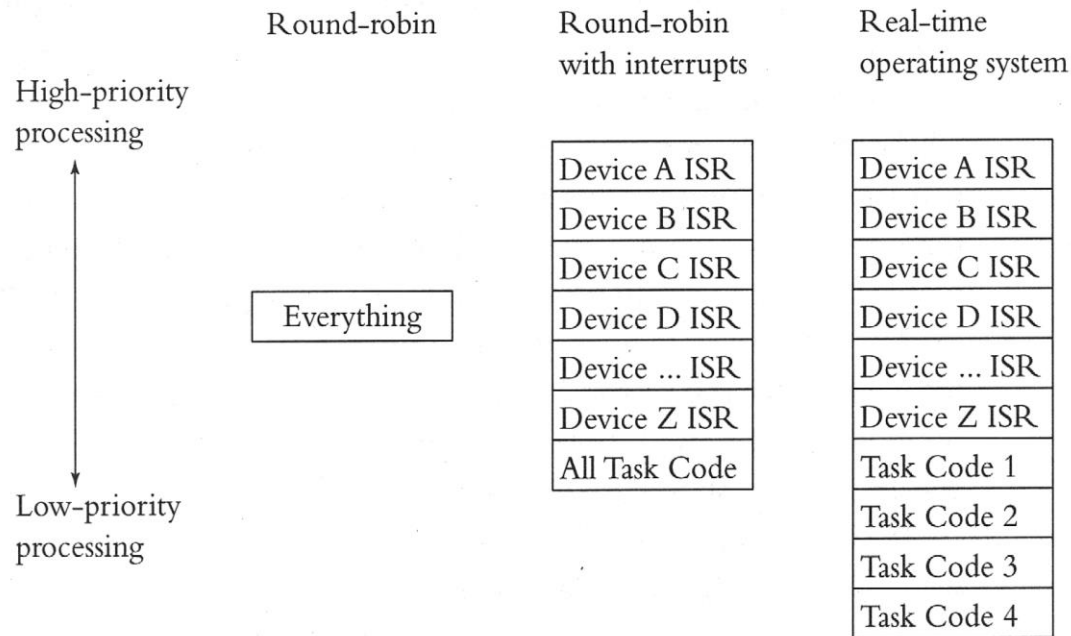 Round-robin
Round-robin
with interrupts
Real-time
operating system
High-priority
processing
Low-priority
processing
Everything
Device A ISR
Device B ISR
Device C ISR
Device D ISR
Device ... ISR
Device Z ISR
All Task Code
Device A ISR
Device B ISR
Device C ISR
Device D ISR
Device ... ISR
Device Z ISR
Task Code 1
Task Code 2
Task Code 3
Task Code 4